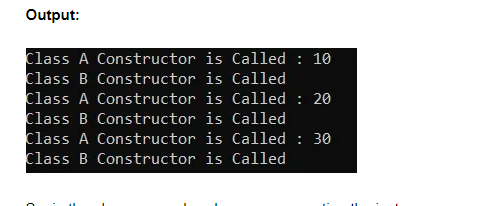 Output:
Class A Constructor is Called : 10
Class B Constructor is Called
Class A Constructor is Called : 20
Class B Constructor is Called
Class A Constructor is Called : 30
Class B Constructor is Called